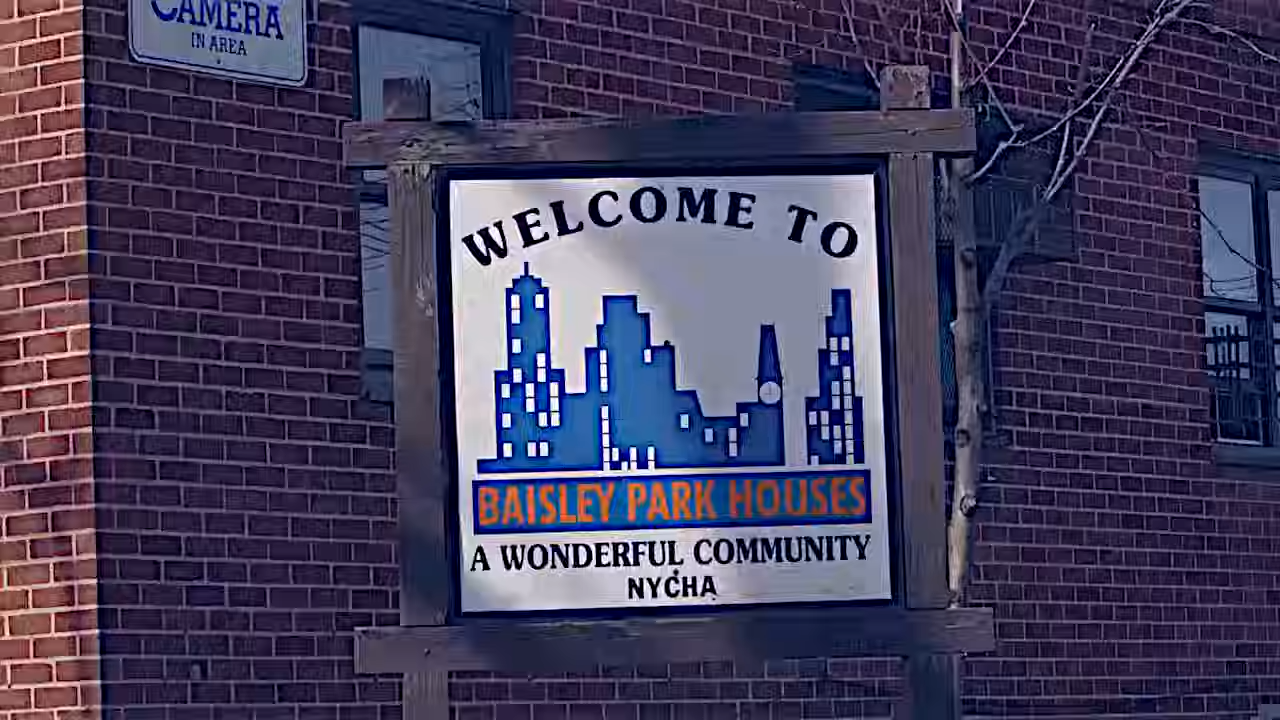 CAMERA
IN AREA
WELCOME TO
BAISLEY PARK HOUSES
A WONDERFUL COMMUNITY
NYCHA